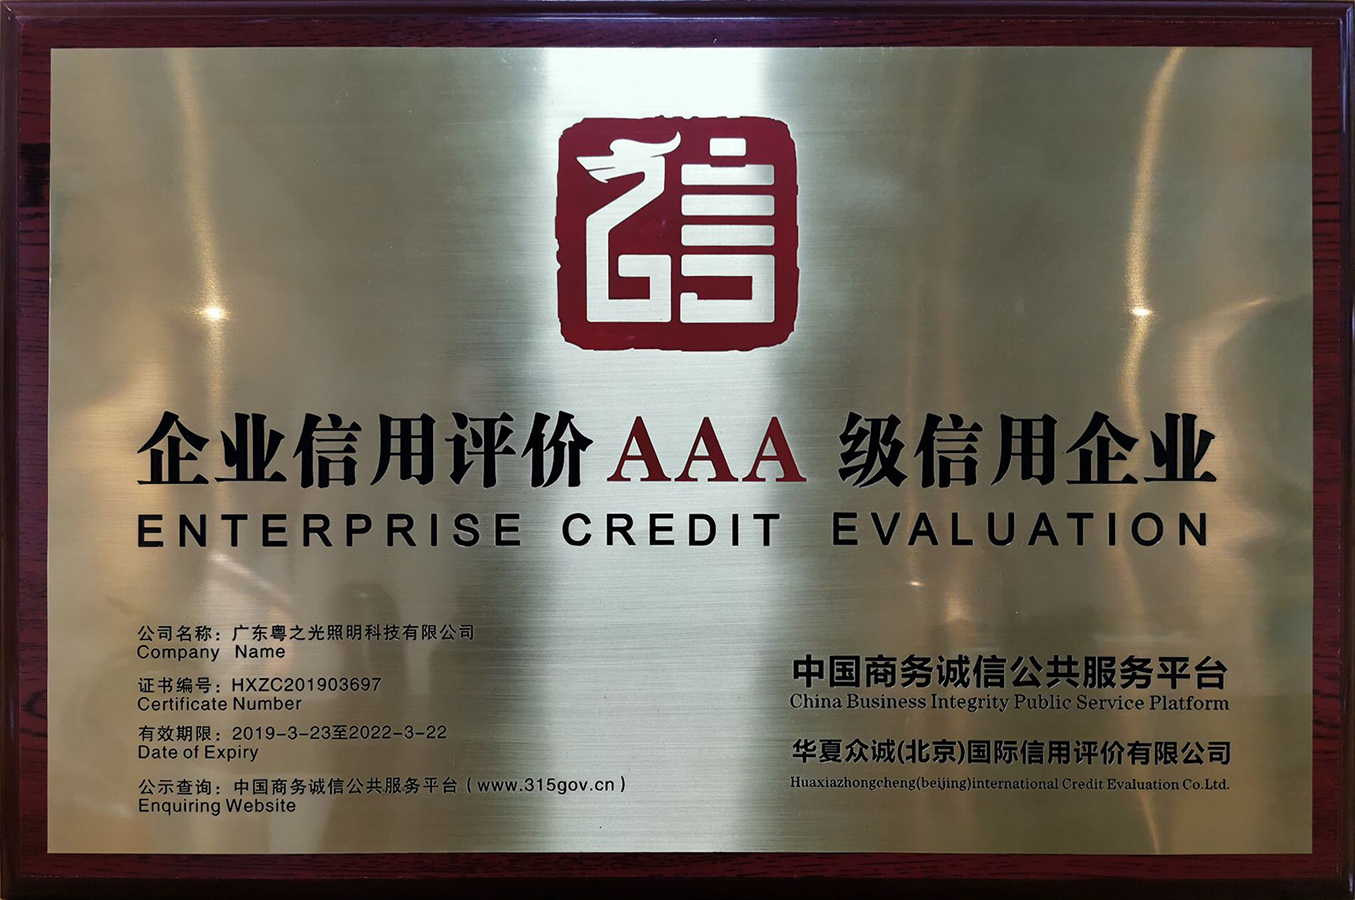 信
企业信用评价AAA 级信用企业
ENTERPRISE CREDIT EVALUATION
公司名称：广东粤之光照明科技有限公司
Company Name
证书编号：HXZC201903697
Certificate Number
有效期限：2019-3-23至2022-3-22
Date of Expiry
公示查询：中国商务诚信公共服务平台（www.315gov.cn）
Enquiring Website
中国商务诚信公共服务平台
China Business Integrity Public Service Platform
华夏众诚(北京)国际信用评价有限公司
Huaxiazhongcheng(beijing)international Credit Evaluation Co.Ltd.